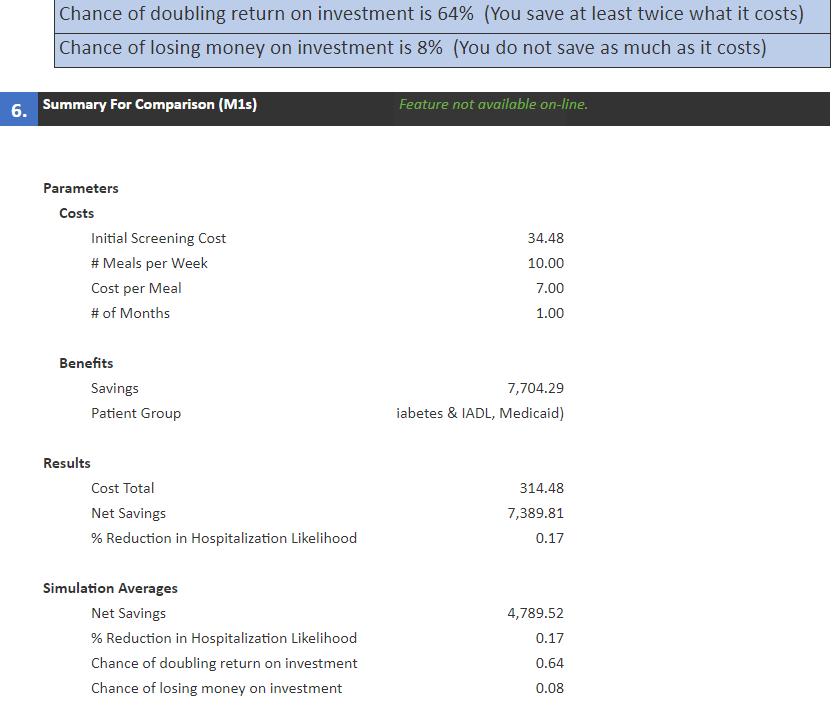 Chance of doubling return on investment is 64% (You save at least twice what it costs)
Chance of losing money on investment is 8% (You do not save as much as it costs)
6. Summary For Comparison (M1s) Feature not available on-line.
Parameters
Costs
Initial Screening Cost 34.48
# Meals per Week 10.00
Cost per Meal 7.00
# of Months 1.00
Benefits
Savings 7,704.29
Patient Group iabetes & IADL, Medicaid)
Results
Cost Total 314.48
Net Savings 7,389.81
% Reduction in Hospitalization Likelihood 0.17
Simulation Averages
Net Savings 4,789.52
% Reduction in Hospitalization Likelihood 0.17
Chance of doubling return on investment 0.64
Chance of losing money on investment 0.08